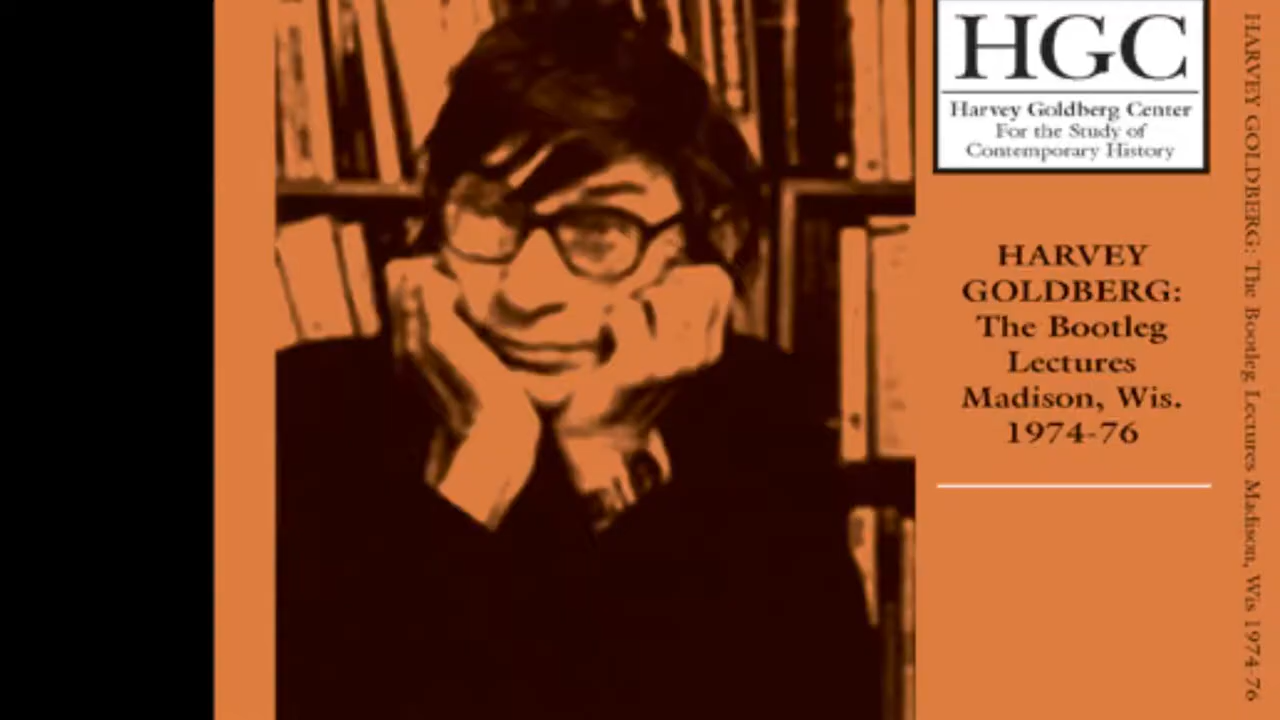 HGC
Harvey Goldberg Center
For the Study of
Contemporary History
HARVEY
GOLDBERG:
The Bootleg
Lectures
Madison, Wis.
1974-76
HARVEY GOLDBERG: The Bootleg Lectures Madison, Wis 1974-76